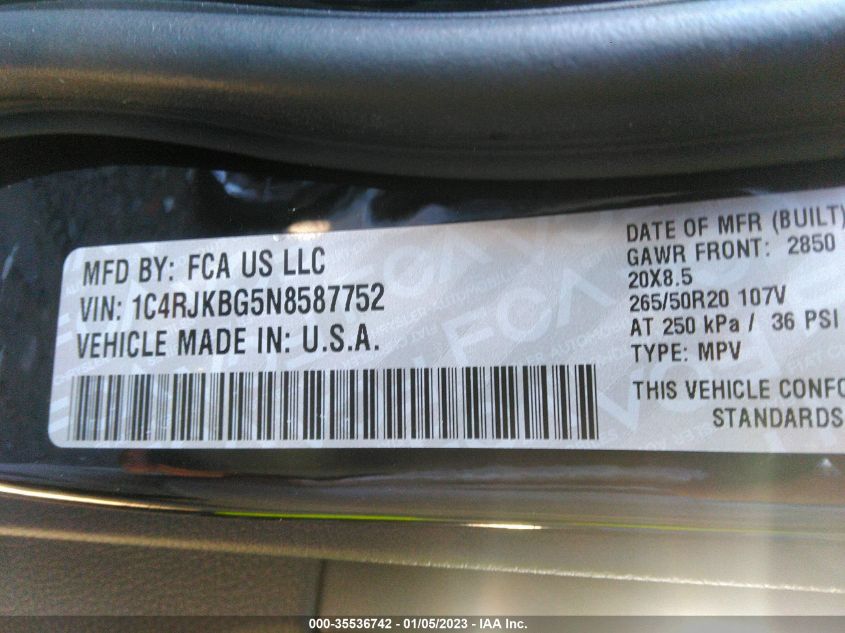 MFD BY: FCA US LLC
VIN: 1C4RJKBG5N8587752
VEHICLE MADE IN: U.S.A.
DATE OF MFR (BUILT)
GAWR FRONT: 2850
20X8.5
265/50R20 107V
AT 250 kPa / 36 PSI
TYPE: MPV
THIS VEHICLE CONFO
STANDARDS
000-35536742 - 01/05/2023 - IAA Inc.